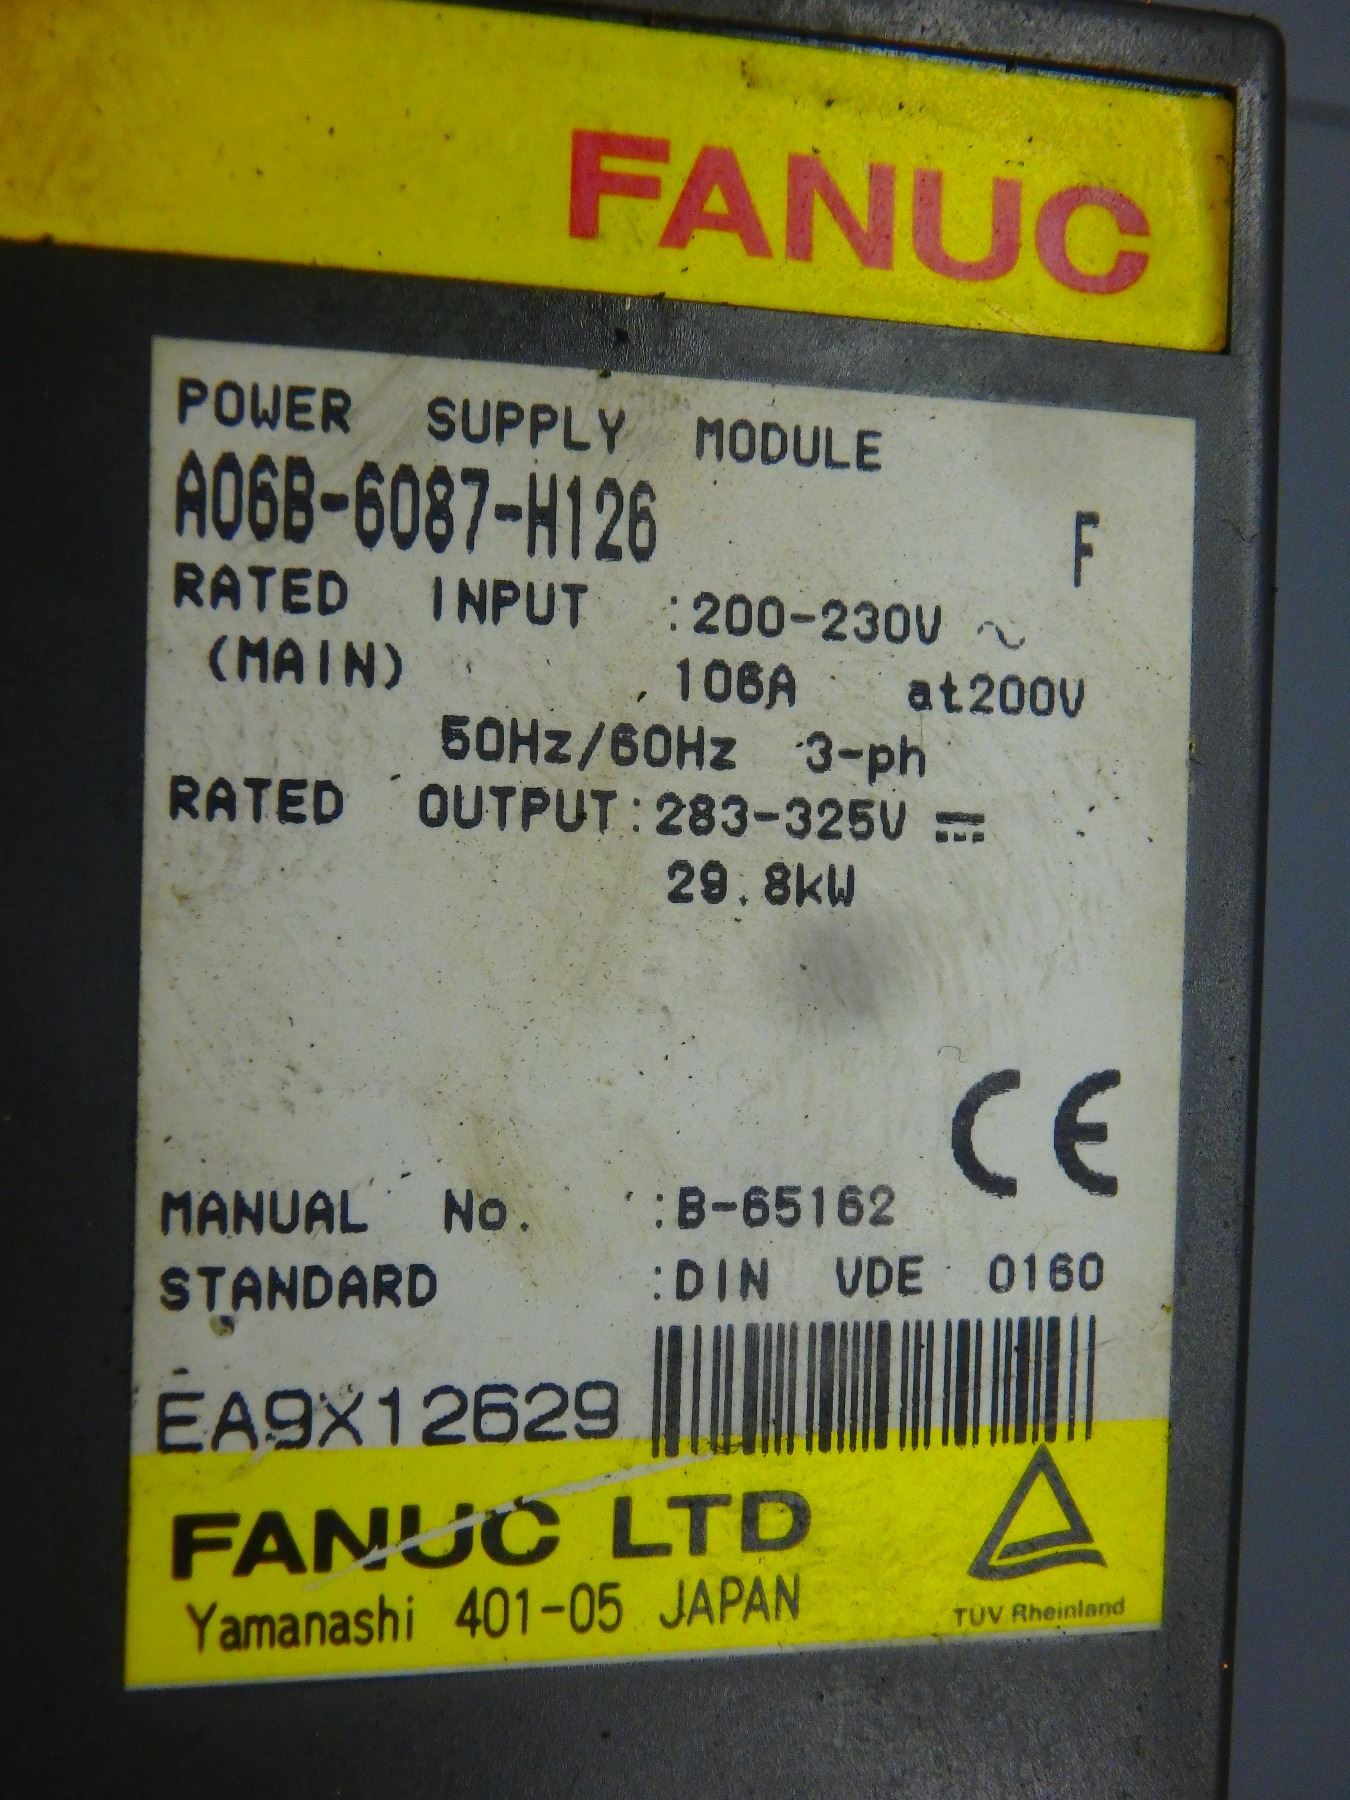 FANUC
POWER SUPPLY MODULE
A06B-6087-H126 F
RATED INPUT :200-230V ~
(MAIN) 106A at200V
50Hz/60Hz 3-ph
RATED OUTPUT:283-325V ⎓
29.8kW
CE
MANUAL No. :B-65162
STANDARD :DIN VDE 0160
EA9X12629
FANUC LTD
Yamanashi 401-05 JAPAN
TÜV Rheinland